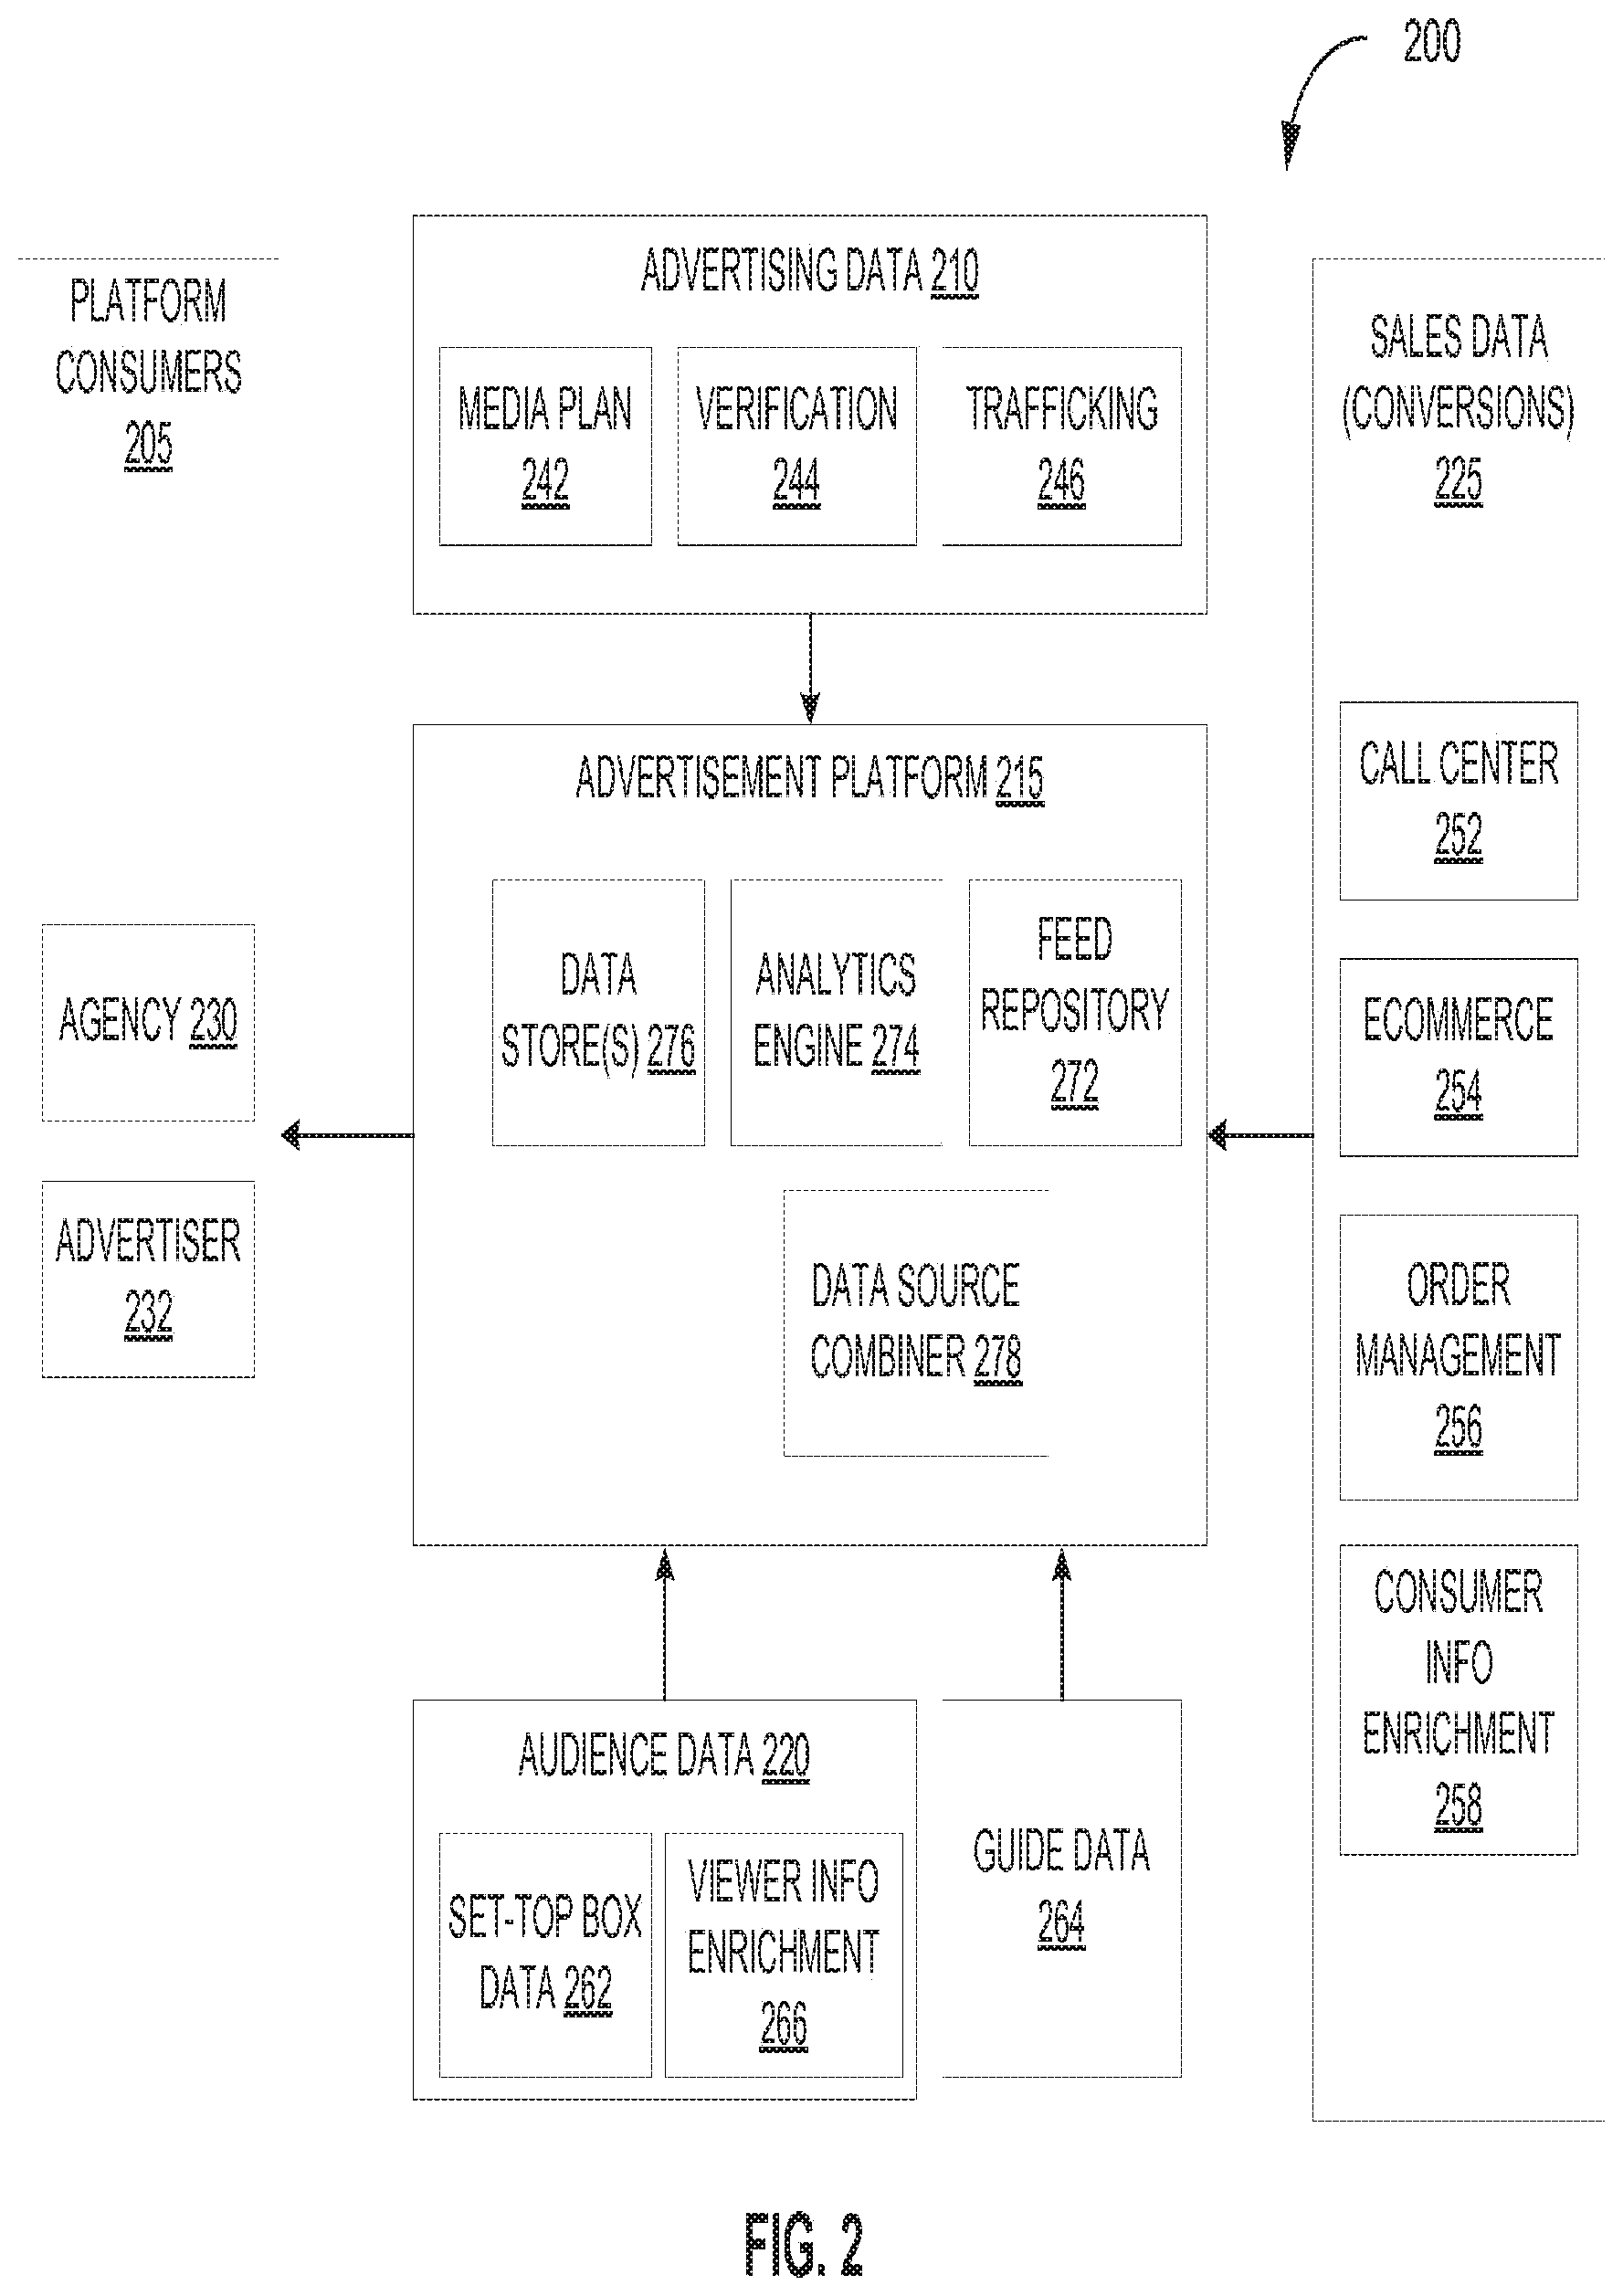 200
PLATFORM
CONSUMERS
205
ADVERTISING DATA 210
MEDIA PLAN
242
VERIFICATION
244
TRAFFICKING
246
SALES DATA
(CONVERSIONS)
225
ADVERTISEMENT PLATFORM 215
DATA
STORE(S) 276
ANALYTICS
ENGINE 274
FEED
REPOSITORY
272
DATA SOURCE
COMBINER 278
AGENCY 230
ADVERTISER
232
CALL CENTER
252
ECOMMERCE
254
ORDER
MANAGEMENT
256
CONSUMER
INFO
ENRICHMENT
258
AUDIENCE DATA 220
SET-TOP BOX
DATA 262
VIEWER INFO
ENRICHMENT
266
GUIDE DATA
264
FIG. 2